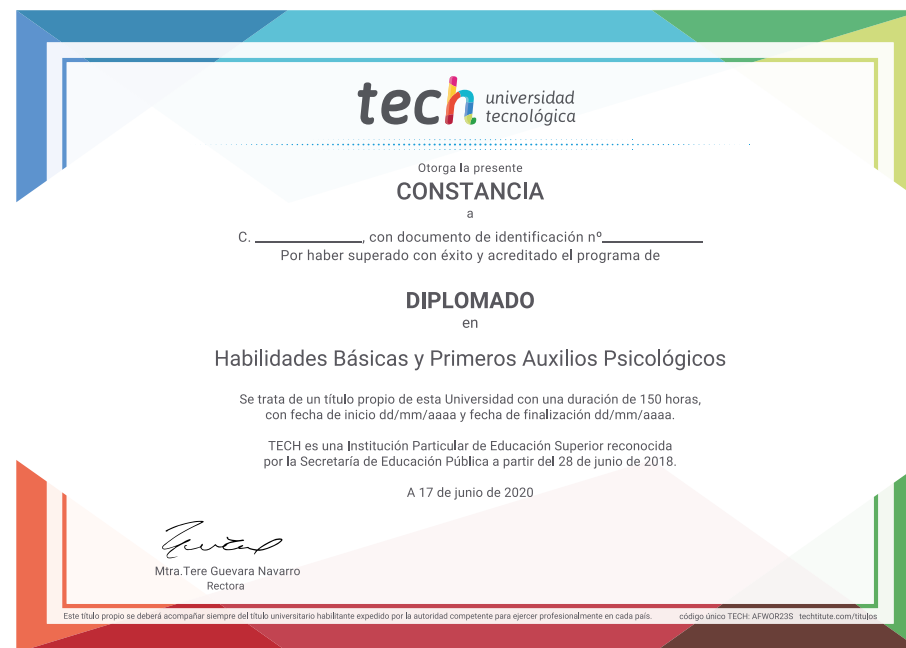 tech universidad
tecnológica
Otorga la presente
CONSTANCIA
a
C. ____________, con documento de identificación nº____________
Por haber superado con éxito y acreditado el programa de
DIPLOMADO
en
Habilidades Básicas y Primeros Auxilios Psicológicos
Se trata de un título propio de esta Universidad con una duración de 150 horas,
con fecha de inicio dd/mm/aaaa y fecha de finalización dd/mm/aaaa.
TECH es una Institución Particular de Educación Superior reconocida
por la Secretaría de Educación Pública a partir del 28 de junio de 2018.
A 17 de junio de 2020
Mtra.Tere Guevara Navarro
Rectora
Este título propio se deberá acompañar siempre del título universitario habilitante expedido por la autoridad competente para ejercer profesionalmente en cada país. código único TECH: AFWOR23S techtitute.com/titulos